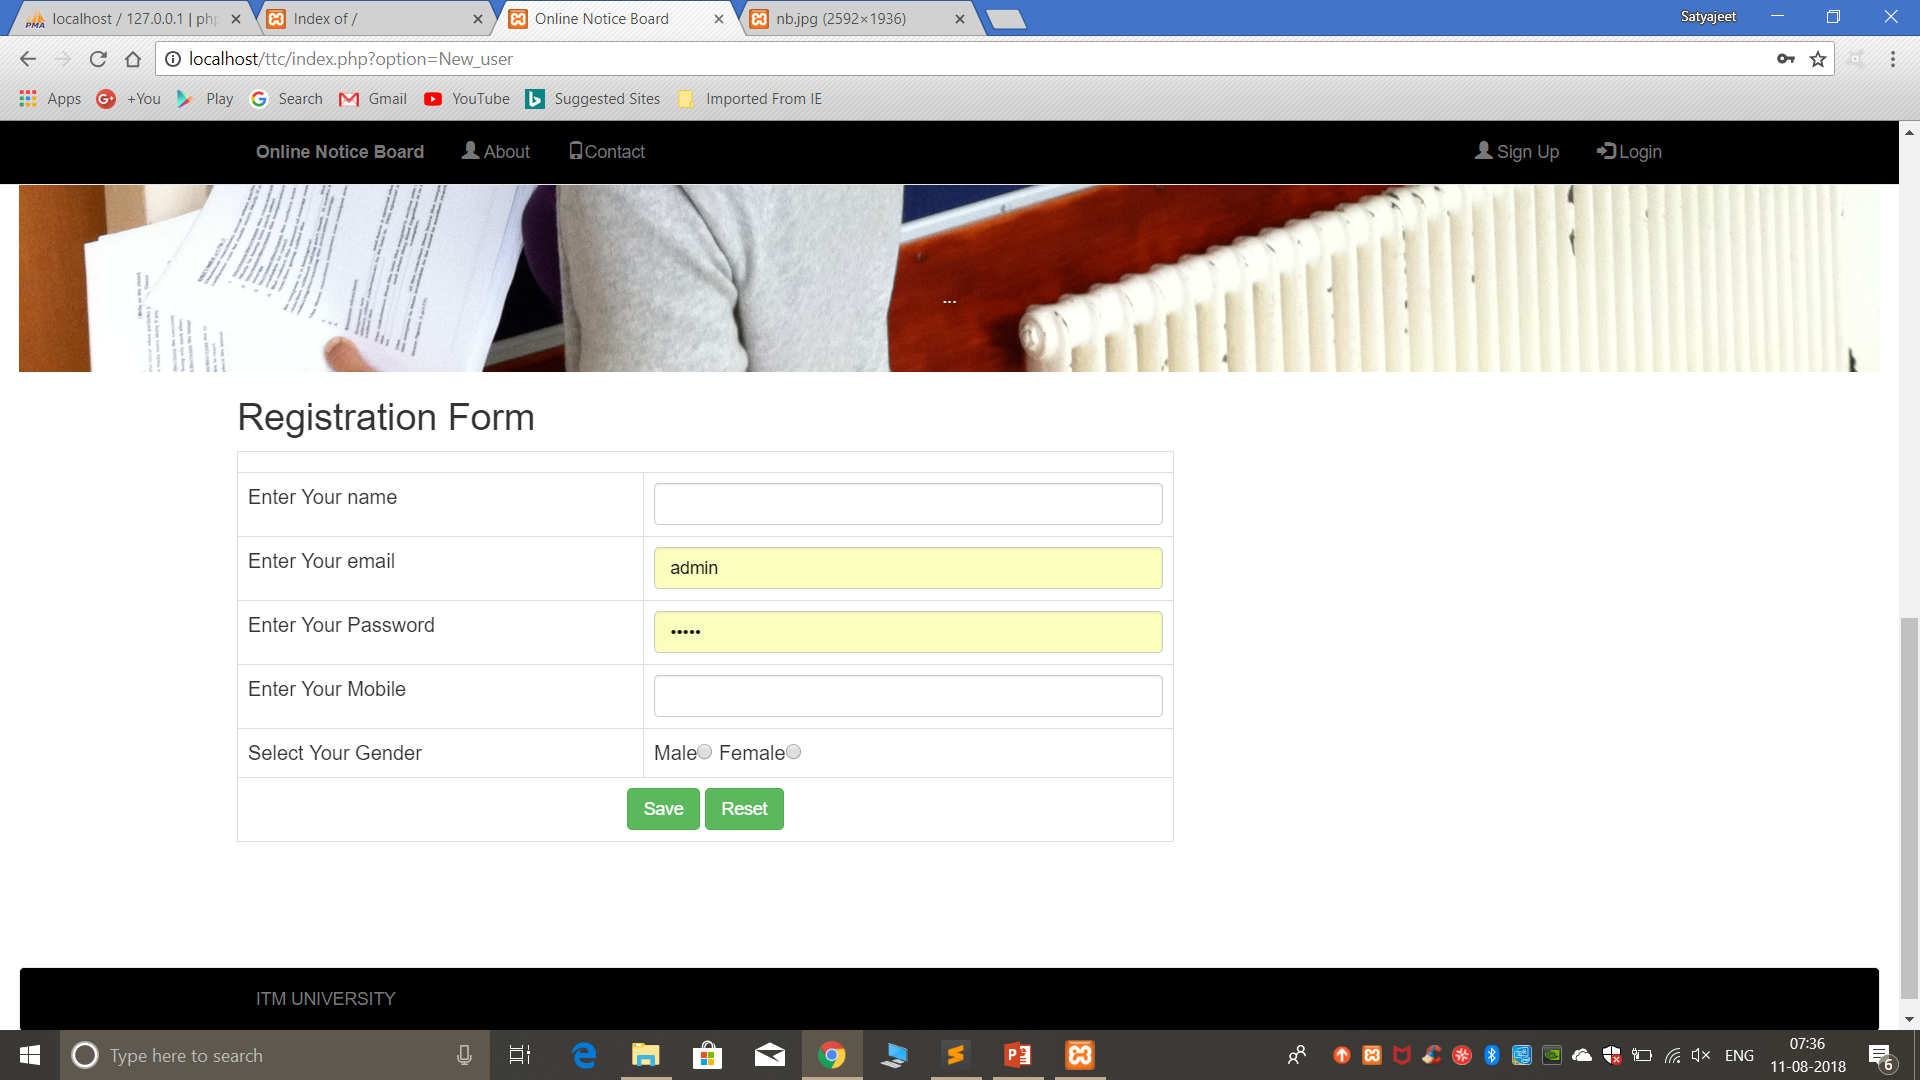 localhost / 127.0.0.1 | php
Index of /
Online Notice Board
nb.jpg (2592×1936)
Satyajeet
localhost/ttc/index.php?option=New_user
Apps
+You
Play
Search
Gmail
YouTube
Suggested Sites
Imported From IE
Online Notice Board
About
Contact
Sign Up
Login
...
Registration Form
Enter Your name
Enter Your email
admin
Enter Your Password
•••••
Enter Your Mobile
Select Your Gender
Male Female
Save
Reset
ITM UNIVERSITY
Type here to search
ENG
07:36
11-08-2018
6